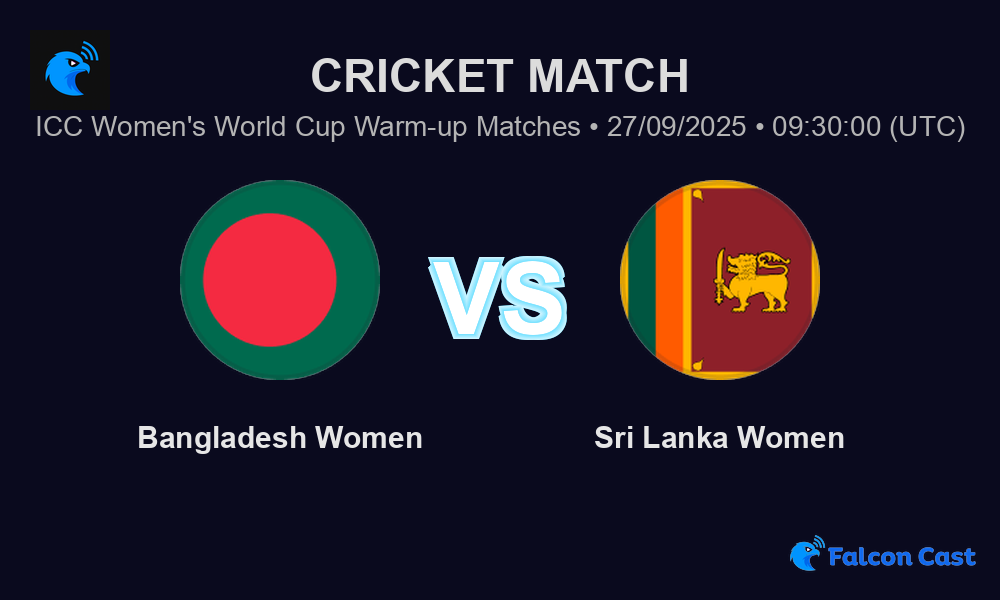 CRICKET MATCH
ICC Women's World Cup Warm-up Matches • 27/09/2025 • 09:30:00 (UTC)
VS
Bangladesh Women
Sri Lanka Women
Falcon Cast